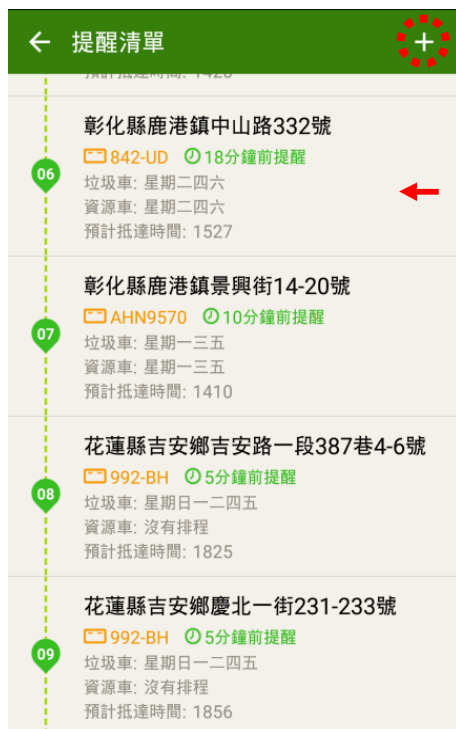 提醒清單
彰化縣鹿港鎮中山路332號
842-UD 18分鐘前提醒
06
垃圾車: 星期二四六
資源車: 星期二四六
預計抵達時間: 1527
彰化縣鹿港鎮景興街14-20號
AHN9570 10分鐘前提醒
07
垃圾車: 星期一三五
資源車: 星期一三五
預計抵達時間: 1410
花蓮縣吉安鄉吉安路一段387巷4-6號
992-BH 5分鐘前提醒
08
垃圾車: 星期日一二四五
資源車: 沒有排程
預計抵達時間: 1825
花蓮縣吉安鄉慶北一街231-233號
992-BH 5分鐘前提醒
09
垃圾車: 星期日一二四五
資源車: 沒有排程
預計抵達時間: 1856